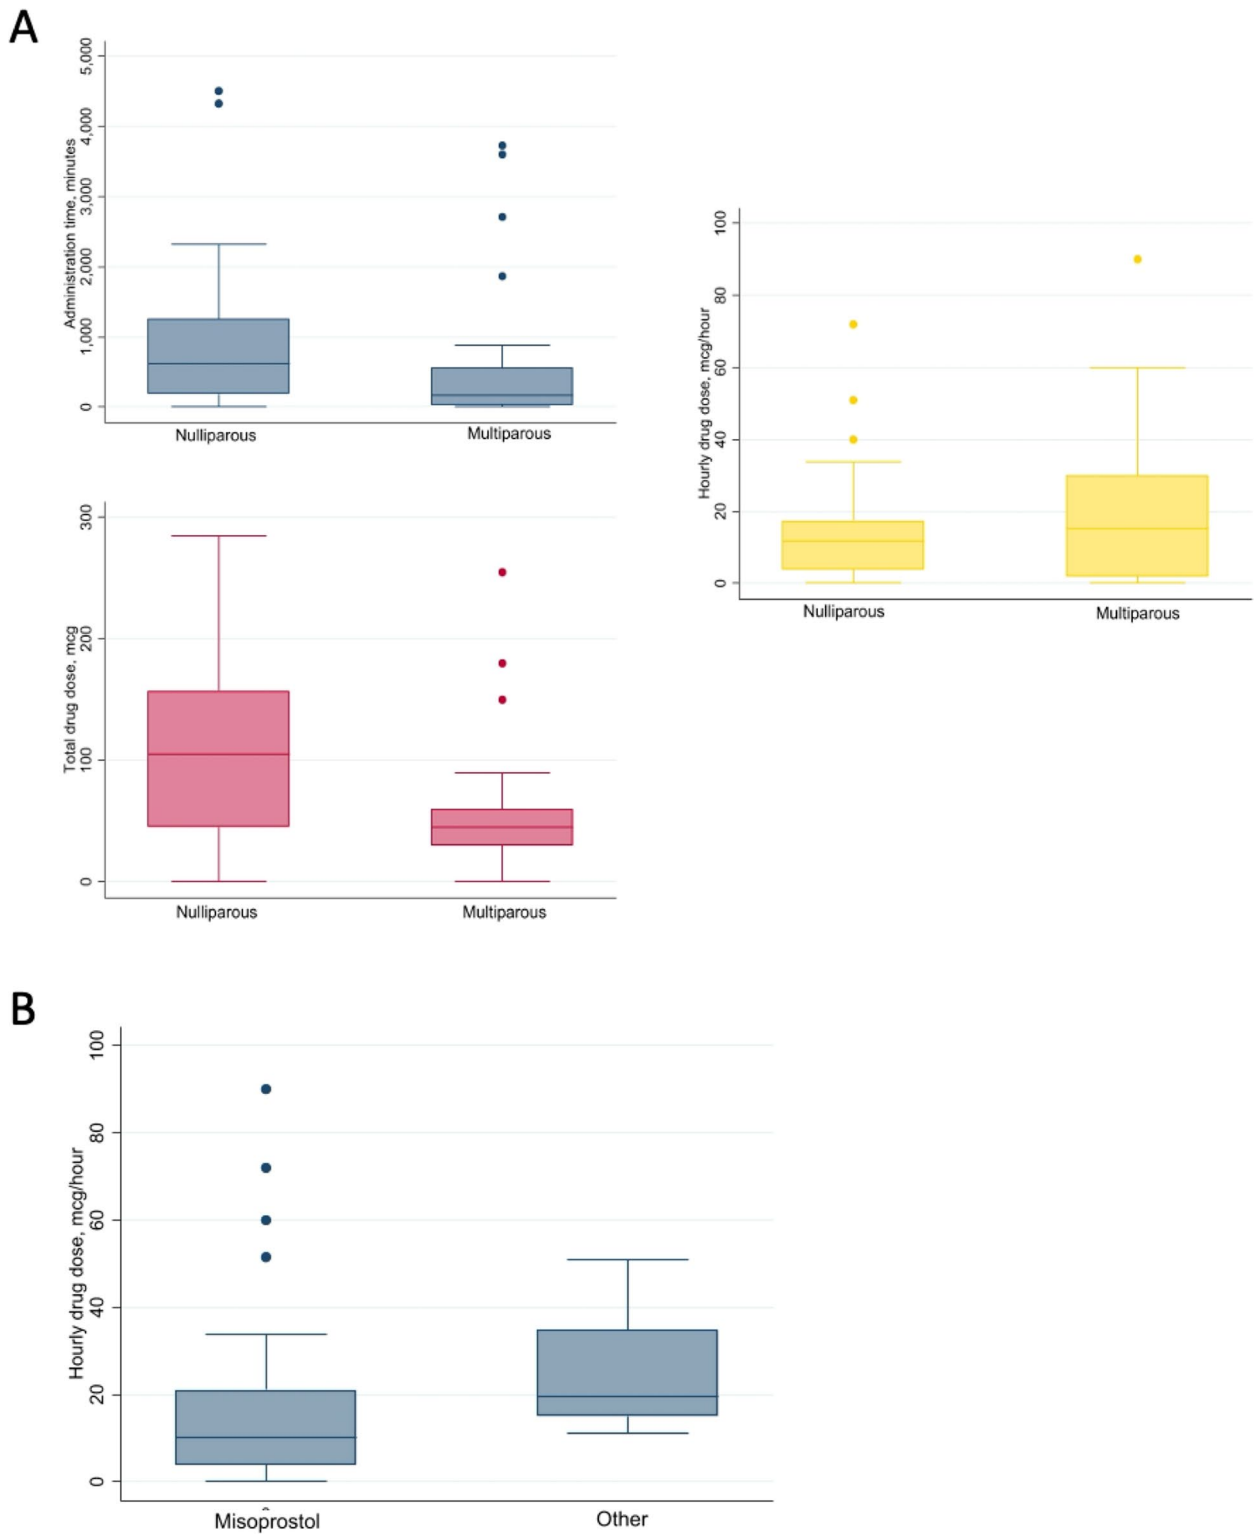 A
Administration time, minutes
5,000
4,000
3,000
2,000
1,000
0
Nulliparous
Multiparous
Hourly drug dose, mcg/hour
100
80
60
40
20
0
Nulliparous
Multiparous
Total drug dose, mcg
300
200
100
0
Nulliparous
Multiparous
B
Hourly drug dose, mcg/hour
100
80
60
40
20
0
Misoprostol
Other